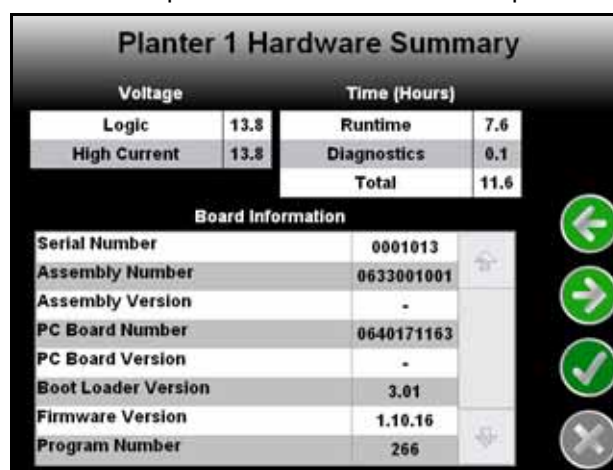 Planter 1 Hardware Summary
Voltage
Logic 13.8
High Current 13.8
Time (Hours)
Runtime 7.6
Diagnostics 0.1
Total 11.6
Board Information
Serial Number 0001013
Assembly Number 0633001001
Assembly Version -
PC Board Number 0640171163
PC Board Version -
Boot Loader Version 3.01
Firmware Version 1.10.16
Program Number 266